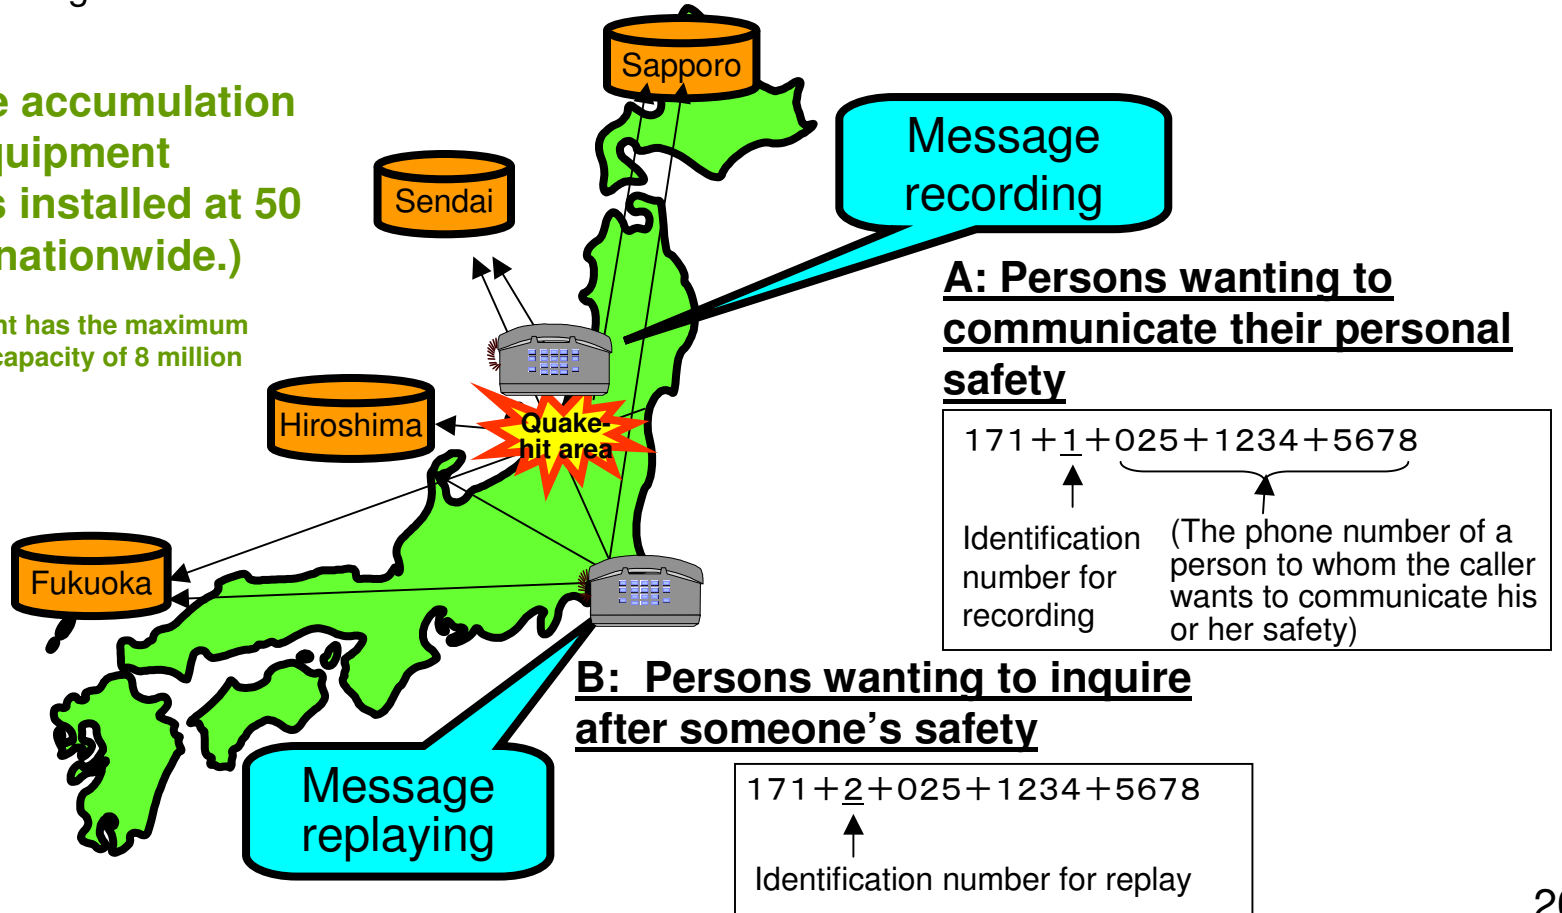 Sapporo
accumulation
installed at 50
nationwide.)
has the maximum
capacity of 8 million
Sendai
Message
recording
Hiroshima
Quake-
hit area
Fukuoka
A: Persons wanting to
communicate their personal
safety
171+1+025+1234+5678
Identification
number for
recording
(The phone number of a
person to whom the caller
wants to communicate his
or her safety)
B: Persons wanting to inquire
after someone’s safety
Message
replaying
171+2+025+1234+5678
Identification number for replay